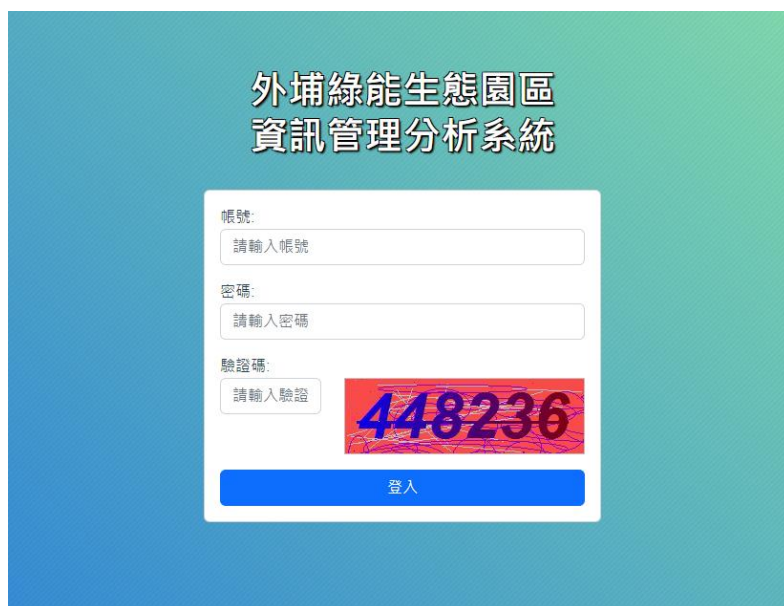 外埔綠能生態園區
資訊管理分析系統
帳號:
請輸入帳號
密碼:
請輸入密碼
驗證碼:
請輸入驗證
448236
登入